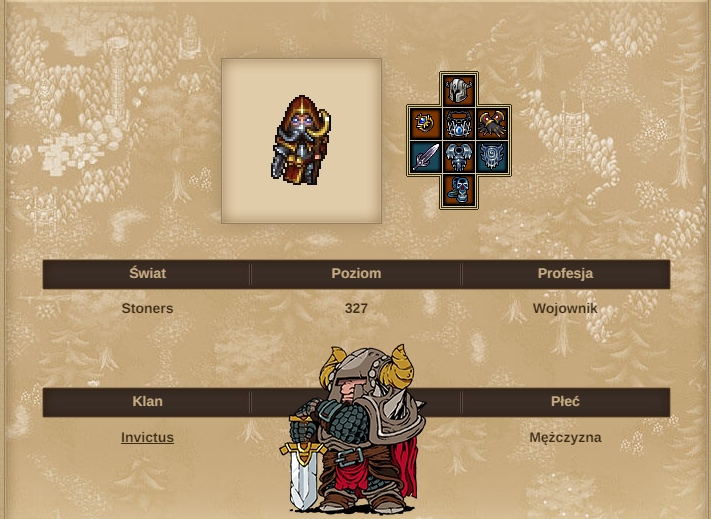 Świat Poziom Profesja
Stoners 327 Wojownik
Klan Płeć
Invictus Mężczyzna